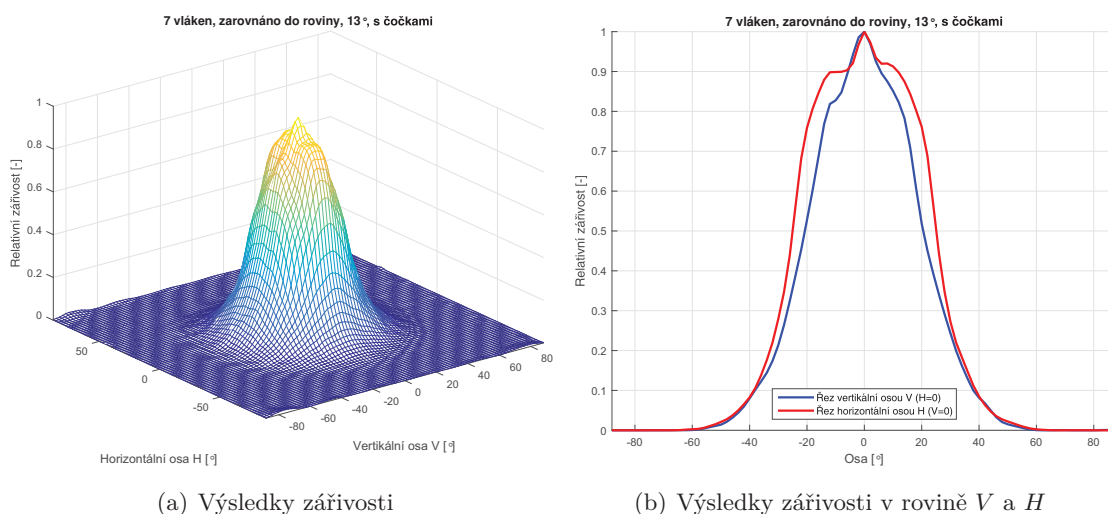 7 vláken, zarovnáno do roviny, 13°, s čočkami
1
0.8
0.6
0.4
0.2
0
Relativní zářivost [-]
50
0
-50
Horizontální osa H [°]
-80
-60
-40
-20
0
20
40
60
80
Vertikální osa V [°]
(a) Výsledky zářivosti
7 vláken, zarovnáno do roviny, 13°, s čočkami
1
0.9
0.8
0.7
0.6
0.5
0.4
0.3
0.2
0.1
0
Relativní zářivost [-]
Řez vertikální osou V (H=0)
Řez horizontální osou H (V=0)
-80 -60 -40 -20 0 20 40 60 80
Osa [°]
(b) Výsledky zářivosti v rovině V a H